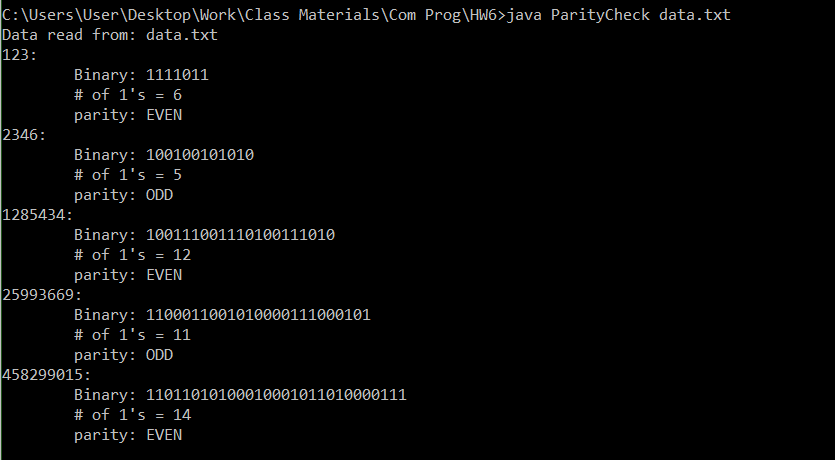 C:\Users\User\Desktop\Work\Class Materials\Com Prog\HW6>java ParityCheck data.txt
Data read from: data.txt
123:
Binary: 1111011
# of 1's = 6
parity: EVEN
2346:
Binary: 100100101010
# of 1's = 5
parity: ODD
1285434:
Binary: 100111001110100111010
# of 1's = 12
parity: EVEN
25993669:
Binary: 1100011001010000111000101
# of 1's = 11
parity: ODD
458299015:
Binary: 11011010100010001011010000111
# of 1's = 14
parity: EVEN